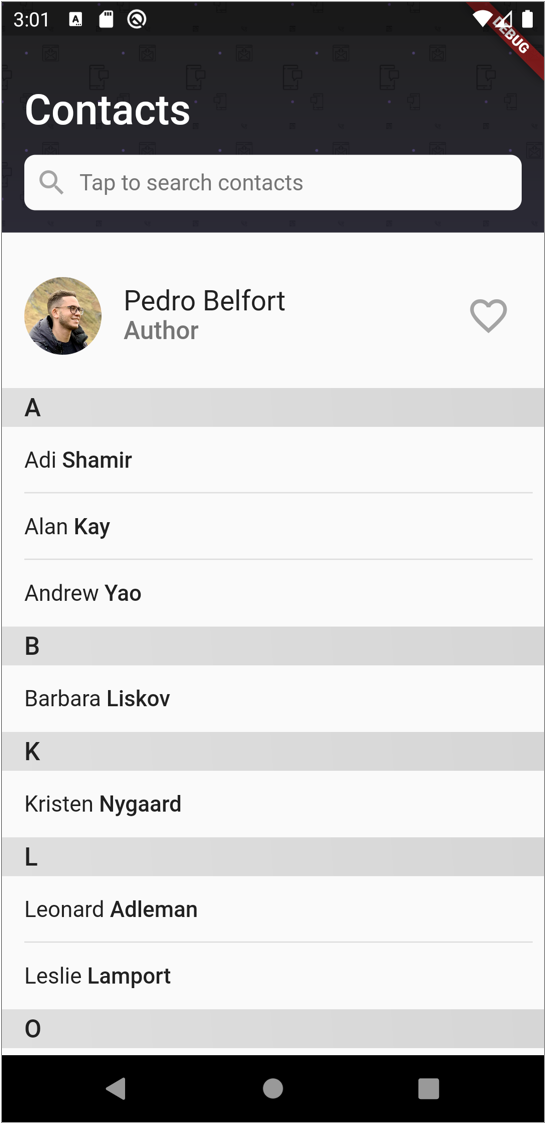 3:01
DEBUG
Contacts
Tap to search contacts
Pedro Belfort
Author
A
Adi Shamir
Alan Kay
Andrew Yao
B
Barbara Liskov
K
Kristen Nygaard
L
Leonard Adleman
Leslie Lamport
O